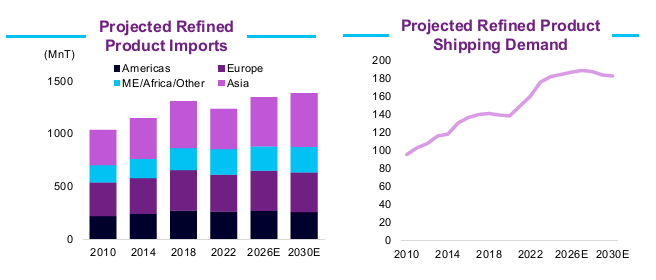 Projected Refined
Product Imports
(MnT)
Americas
Europe
ME/Africa/Other
Asia
1500
1000
500
0
2010
2014
2018
2022
2026E
2030E
Projected Refined Product
Shipping Demand
200
180
160
140
120
100
80
60
40
20
0
2010
2014
2018
2022
2026E
2030E